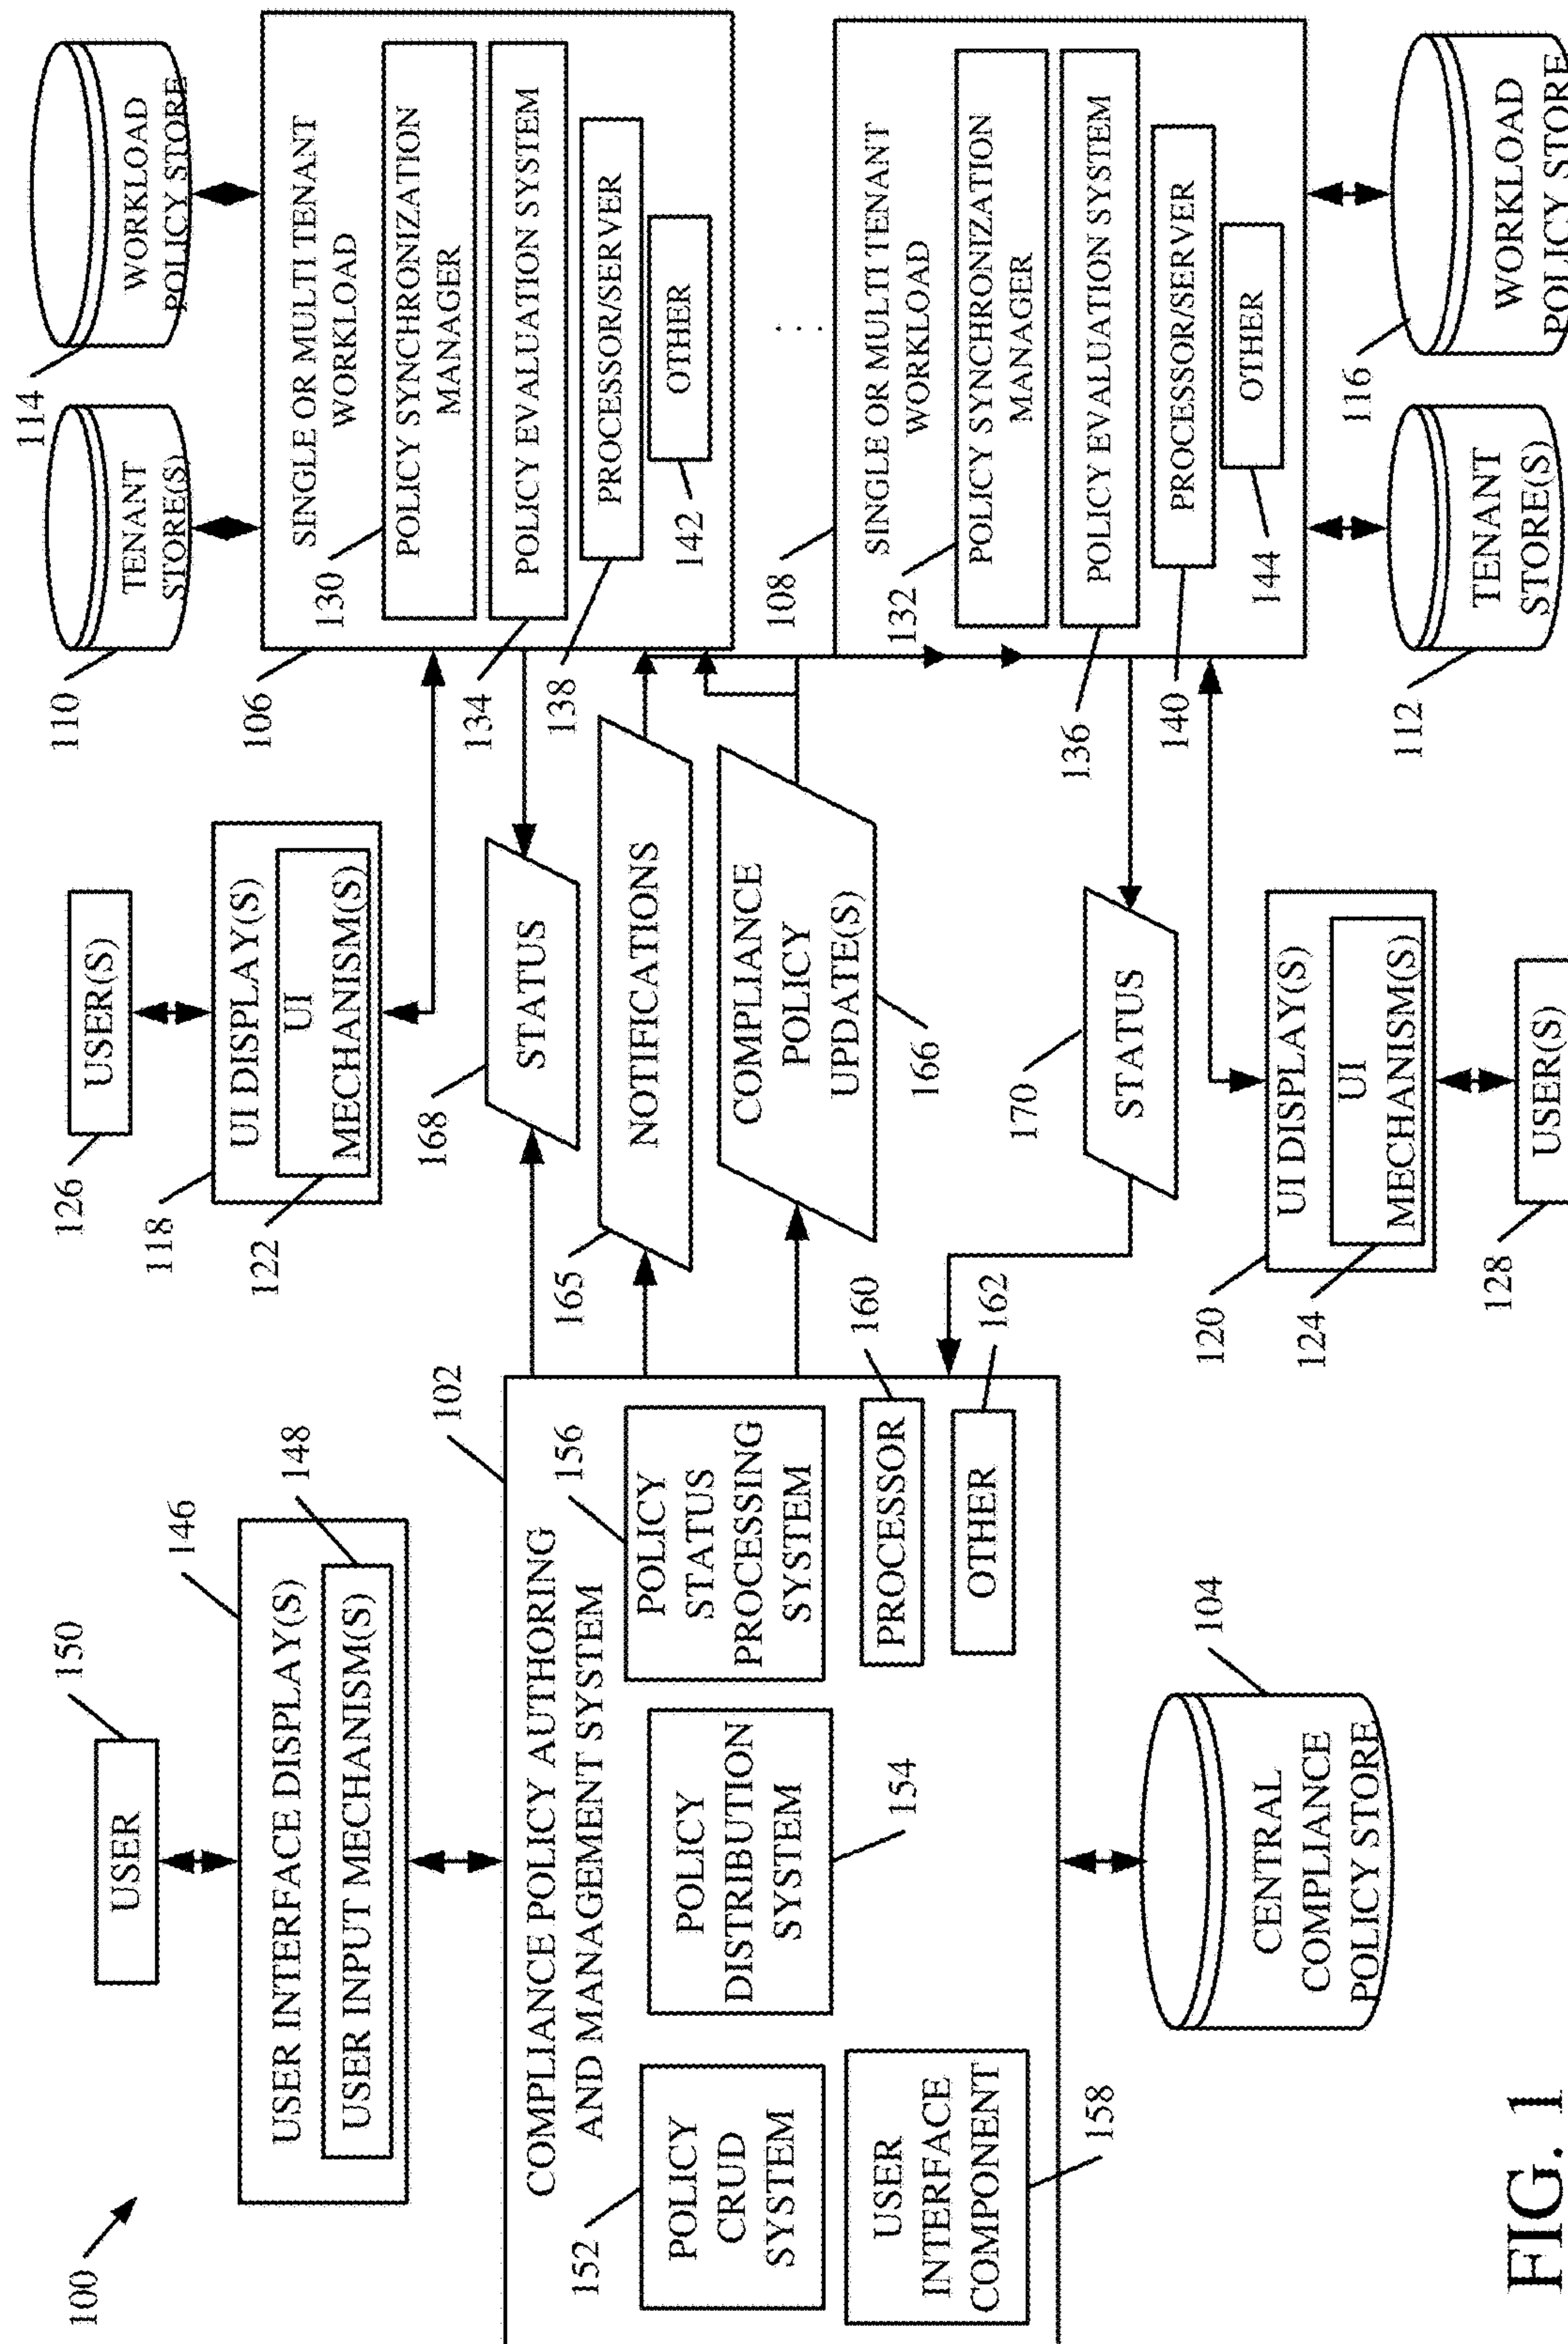 100
150
USER
146
USER INTERFACE DISPLAY(S)
148
USER INPUT MECHANISM(S)
102
COMPLIANCE POLICY AUTHORING
AND MANAGEMENT SYSTEM
152
POLICY
CRUD
SYSTEM
POLICY
DISTRIBUTION
SYSTEM
154
156
POLICY
STATUS
PROCESSING
SYSTEM
USER
INTERFACE
COMPONENT
158
PROCESSOR
160
OTHER
162
CENTRAL
COMPLIANCE
POLICY STORE
104
126
USER(S)
118
UI DISPLAY(S)
122
UI
MECHANISM(S)
168
STATUS
165
NOTIFICATIONS
COMPLIANCE
POLICY
UPDATE(S)
166
170
STATUS
120
UI DISPLAY(S)
124
UI
MECHANISM(S)
128
USER(S)
110
TENANT
STORE(S)
114
WORKLOAD
POLICY STORE
106
SINGLE OR MULTI TENANT
WORKLOAD
130
POLICY SYNCHRONIZATION
MANAGER
134
POLICY EVALUATION SYSTEM
138
PROCESSOR/SERVER
142
OTHER
. . .
108
SINGLE OR MULTI TENANT
WORKLOAD
132
POLICY SYNCHRONIZATION
MANAGER
136
POLICY EVALUATION SYSTEM
140
PROCESSOR/SERVER
144
OTHER
112
TENANT
STORE(S)
116
WORKLOAD
POLICY STORE
FIG. 1